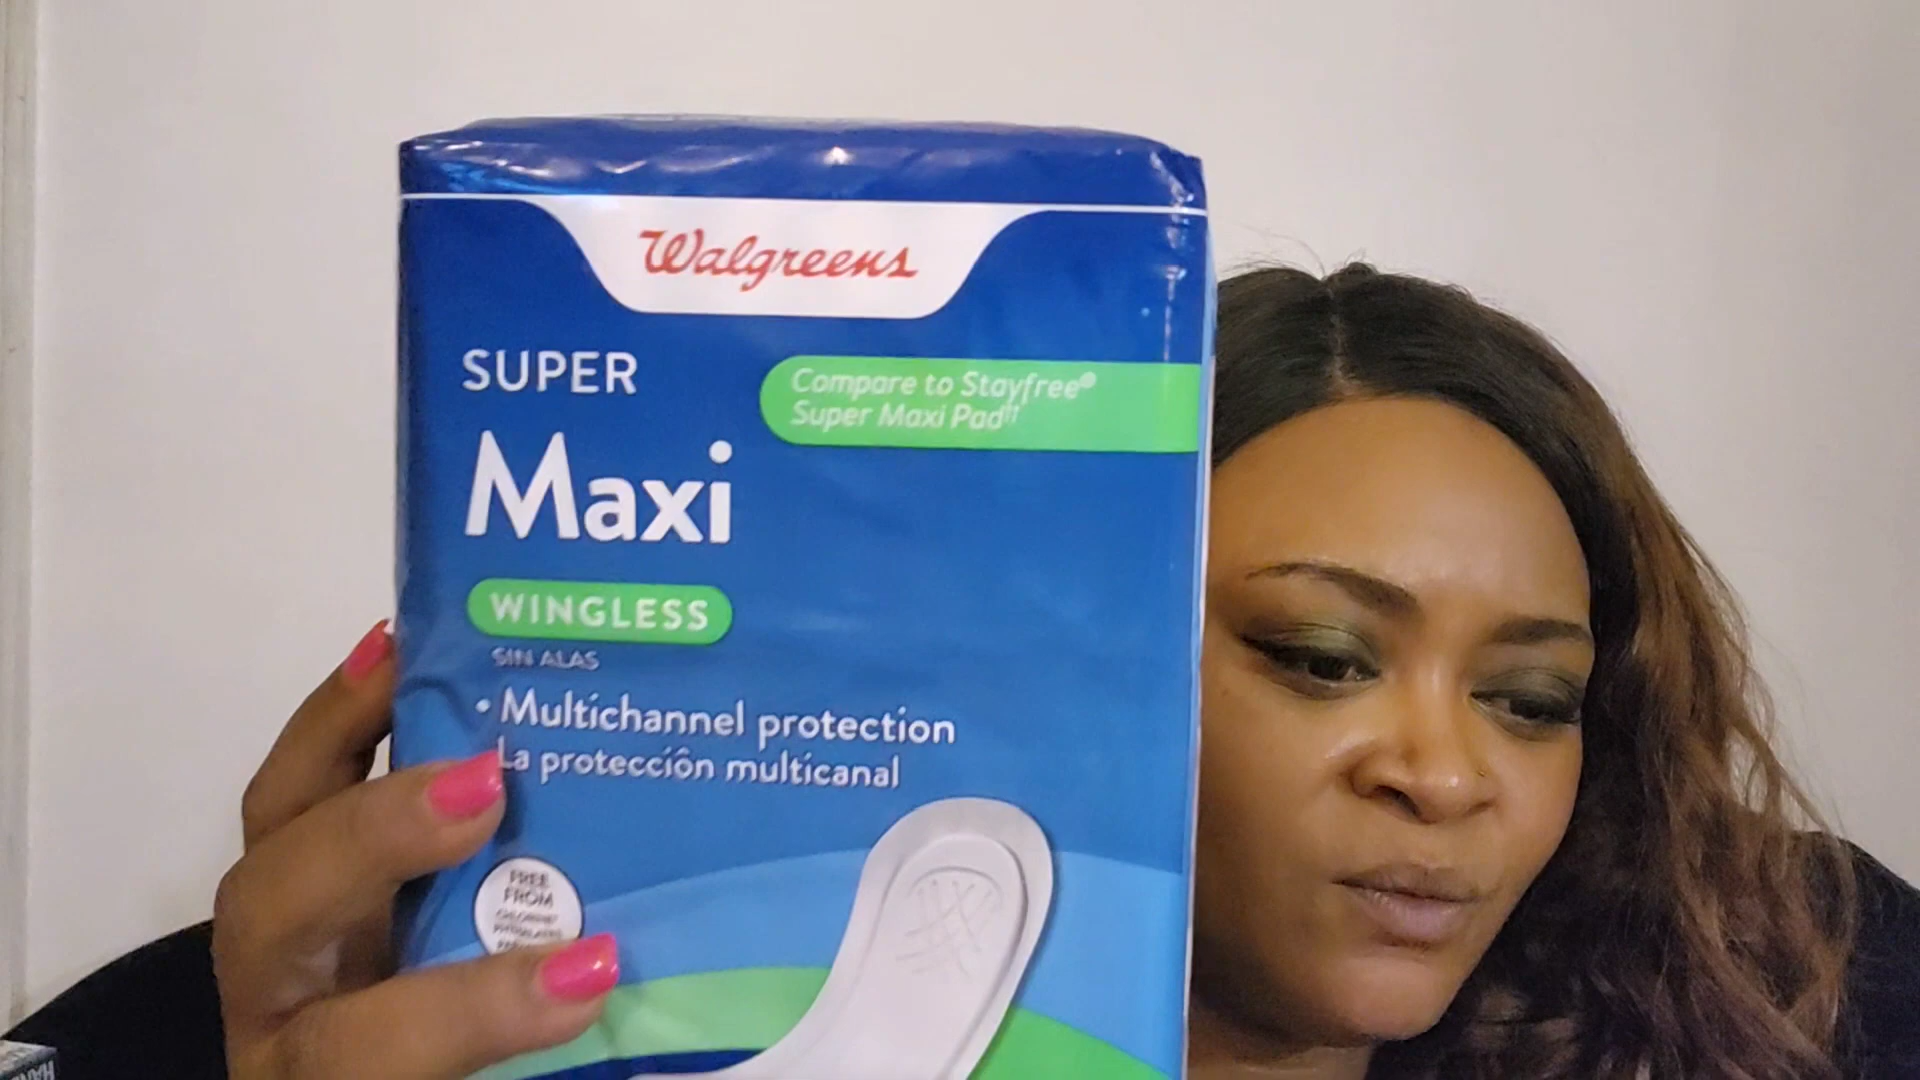 Walgreens
SUPER
Compare to Stayfree®
Super Maxi Pad††
Maxi
WINGLESS
SIN ALAS
• Multichannel protection
La protección multicanal
FREE
FROM
CHLORINE